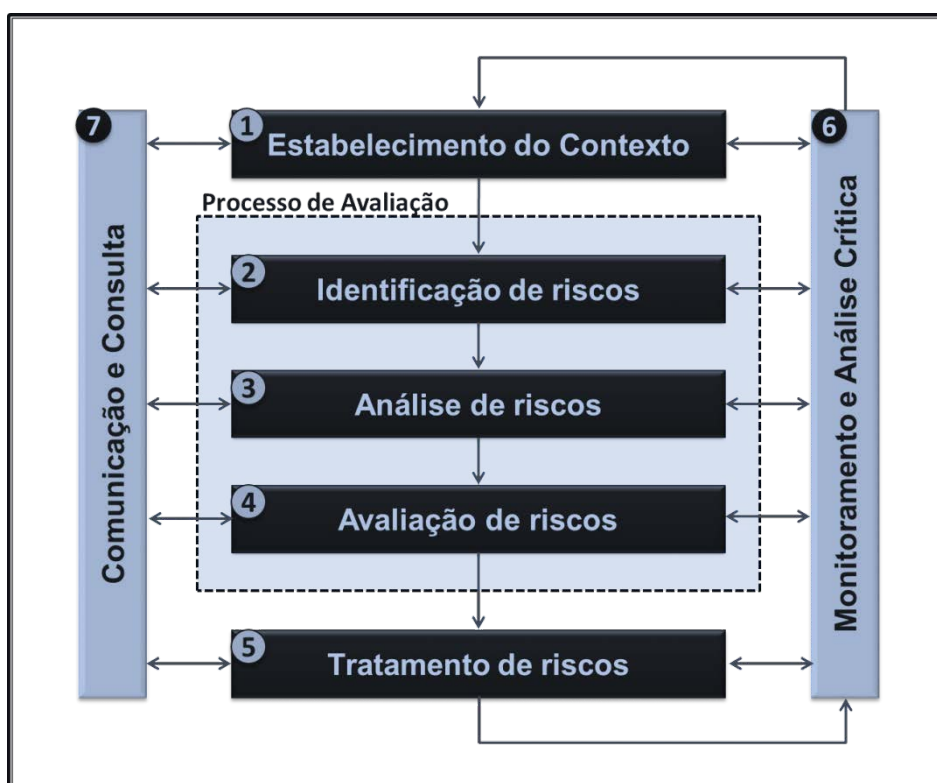 7
Comunicação e Consulta
1
Estabelecimento do Contexto
Processo de Avaliação
2
Identificação de riscos
3
Análise de riscos
4
Avaliação de riscos
5
Tratamento de riscos
6
Monitoramento e Análise Crítica